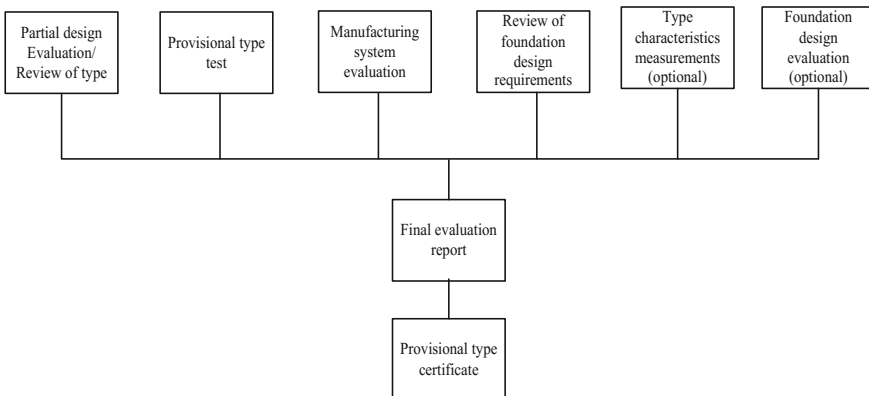 Partial design
Evaluation/
Review of type
Provisional type
test
Manufacturing
system
evaluation
Review of
foundation
design
requirements
Type
characteristics
measurements
(optional)
Foundation
design
evaluation
(optional)
Final evaluation
report
Provisional type
certificate